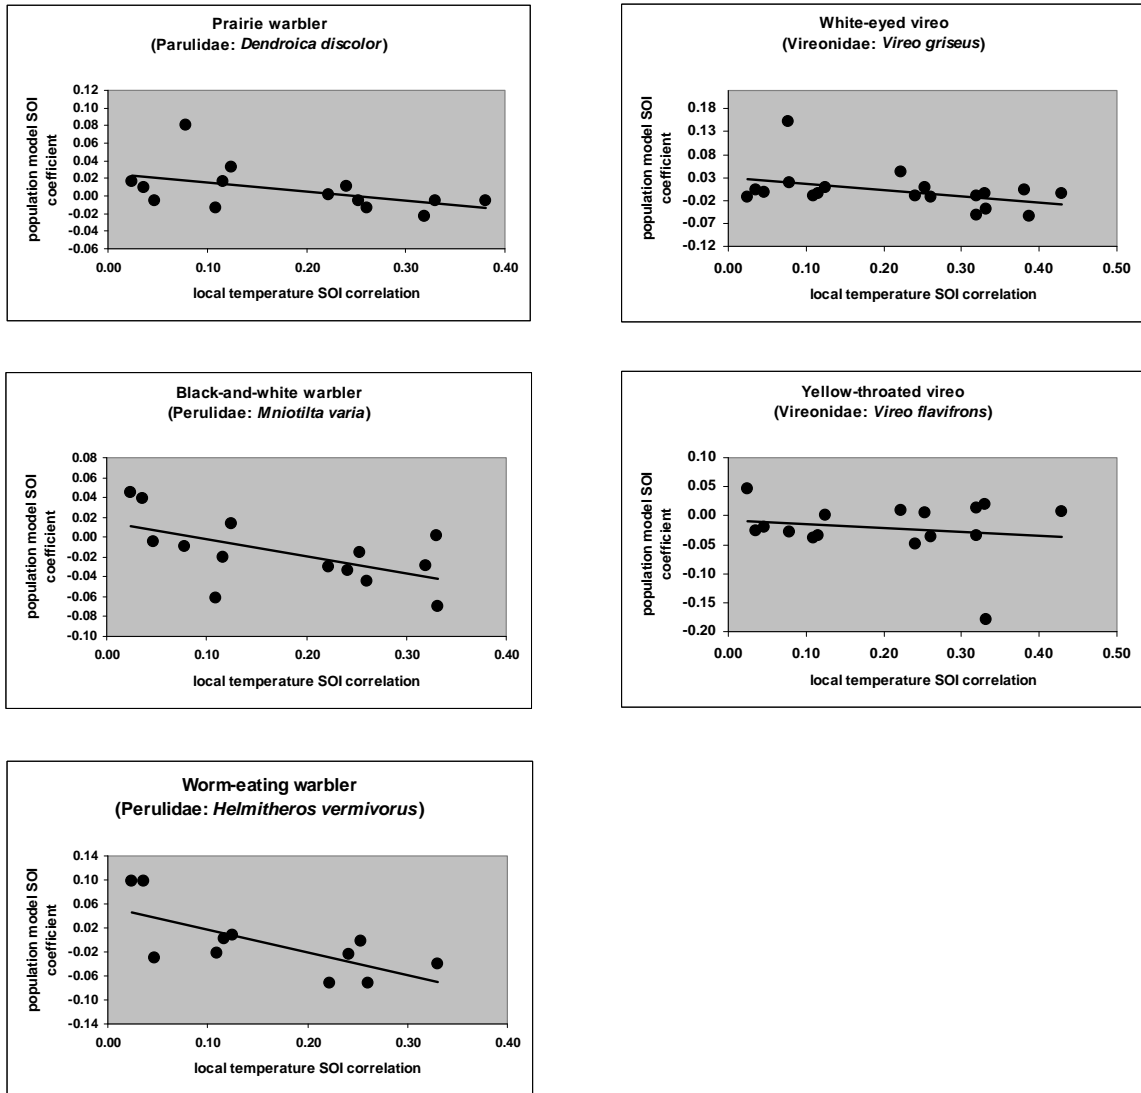 Prairie warbler
(Parulidae: Dendroica discolor)
population model SOI
coefficient
0.12
0.10
0.08
0.06
0.04
0.02
0.00
-0.02
-0.04
-0.06
0.00 0.10 0.20 0.30 0.40
local temperature SOI correlation
White-eyed vireo
(Vireonidae: Vireo griseus)
population model SOI
coefficient
0.18
0.13
0.08
0.03
-0.02
-0.07
-0.12
0.00 0.10 0.20 0.30 0.40 0.50
local temperature SOI correlation
Black-and-white warbler
(Perulidae: Mniotilta varia)
population model SOI
coefficient
0.08
0.06
0.04
0.02
0.00
-0.02
-0.04
-0.06
-0.08
-0.10
0.00 0.10 0.20 0.30 0.40
local temperature SOI correlation
Yellow-throated vireo
(Vireonidae: Vireo flavifrons)
population model SOI
coefficient
0.10
0.05
0.00
-0.05
-0.10
-0.15
-0.20
0.00 0.10 0.20 0.30 0.40 0.50
local temperature SOI correlation
Worm-eating warbler
(Perulidae: Helmitheros vermivorus)
population model SOI
coefficient
0.14
0.10
0.06
0.02
-0.02
-0.06
-0.10
-0.14
0.00 0.10 0.20 0.30 0.40
local temperature SOI correlation